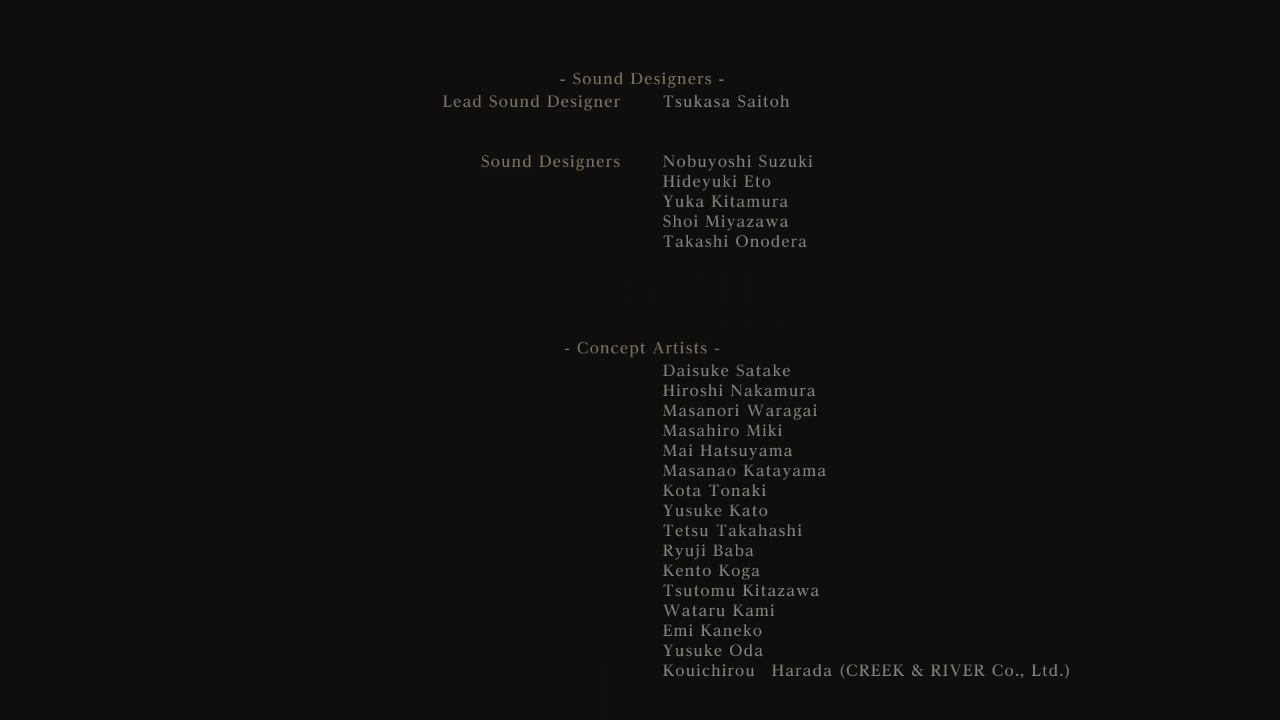 - Sound Designers -
Lead Sound Designer Tsukasa Saitoh
Sound Designers Nobuyoshi Suzuki
Hideyuki Eto
Yuka Kitamura
Shoi Miyazawa
Takashi Onodera
- Concept Artists -
Daisuke Satake
Hiroshi Nakamura
Masanori Waragai
Masahiro Miki
Mai Hatsuyama
Masanao Katayama
Kota Tonaki
Yusuke Kato
Tetsu Takahashi
Ryuji Baba
Kento Koga
Tsutomu Kitazawa
Wataru Kami
Emi Kaneko
Yusuke Oda
Kouichirou Harada (CREEK & RIVER Co., Ltd.)